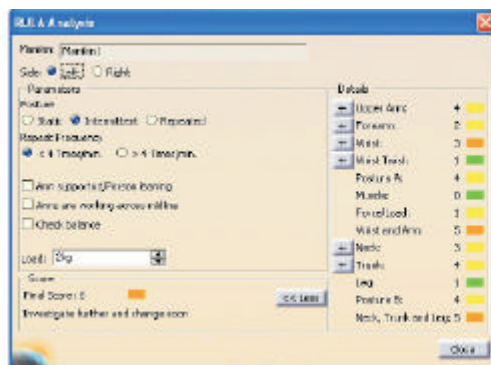 RULA Analysis
Manikin: Manikin1
Side: Left Right
Parameters
Posture
Static Intermittent Repeated
Repeat Frequency
< 4 Times/min. > 4 Times/min.
Arm supported/Person leaning
Arms are working across midline
Check balance
Load: 2kg
Score
Final Score: 6
Investigate further and change soon
<< Less
Details
+ Upper Arm: 4
+ Forearm: 2
+ Wrist: 3
+ Wrist Twist: 1
Posture A: 4
Muscle: 0
Force/Load: 1
Wrist and Arm: 5
+ Neck: 3
+ Trunk: 4
Leg: 1
Posture B:
Neck, Trunk and Leg: 5
Close